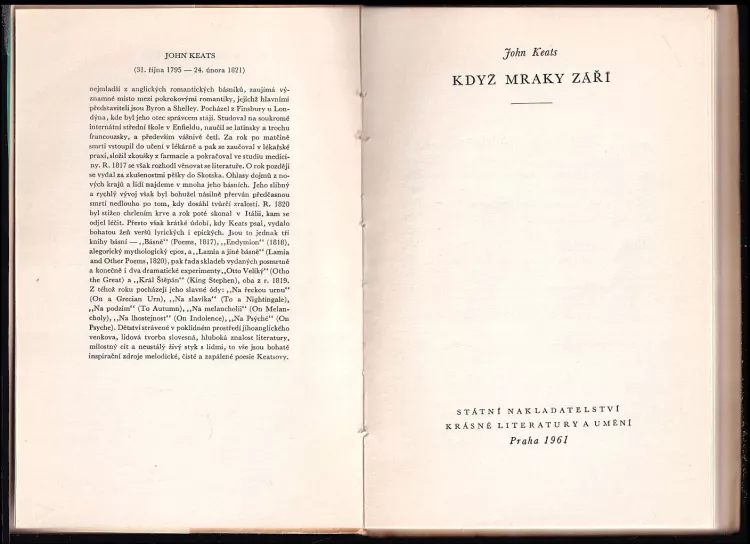 JOHN KEATS
(31. října 1795 — 24. února 1821)
nejmladší z anglických romantických básníků, zaujímá vý-
znamné místo mezi pokrokovými romantiky, jejichž hlavními
představiteli jsou Byron a Shelley. Pocházel z Finsbury u Lon-
dýna, kde byl jeho otec správcem stájí. Studoval na soukromé
internátní střední škole v Enfieldu, naučil se latinsky a trochu
francouzsky, a především vášnivě četl. Za rok po matčině
smrti vstoupil do učení v lékárně a pak se zaučoval v lékařské
praxi, složil zkoušky z farmacie a pokračoval ve studiu medicí-
ny. R. 1817 se však rozhodl věnovat se literatuře. O rok později
se vydal za zkušenostmi pěšky do Skotska. Ohlasy dojmů z no-
vých krajů a lidí najdeme v mnoha jeho básních. Jeho slibný
a rychlý vývoj však byl bohužel násilně přerván předčasnou
smrtí nedlouho po tom, kdy dosáhl tvůrčí zralosti. R. 1820
byl stižen chrlením krve a rok poté skonal v Itálii, kam se
odjel léčit. Přesto však krátké údobí, kdy Keats psal, vydalo
bohatou žeň veršů lyrických i epických. Jsou to jednak tři
knihy básní — ,,Básně" (Poems, 1817), ,,Endymion" (1818),
alegorický mythologický epos, a ,,Lamia a jiné básně" (Lamia
and Other Poems, 1820), pak řada skladeb vydaných posmrtně
a konečně i dva dramatické experimenty ,,Otto Veliký" (Otho
the Great) a ,,Král Štěpán" (King Stephen), oba z r. 1819.
Z téhož roku pocházejí jeho slavné ódy: ,,Na řeckou urnu"
(On a Grecian Urn), ,,Na slavíka" (To a Nightingale),
,,Na podzim" (To Autumn), ,,Na melancholii" (On Melan-
choly), ,,Na lhostejnost" (On Indolence), ,,Na Psýché" (On
Psyche). Dětství strávené v poklidném prostředí jihoanglického
venkova, lidová tvorba slovesná, hluboká znalost literatury,
milostný cit a neustálý živý styk s lidmi, to vše jsou bohaté
inspirační zdroje melodické, čisté a zapálené poesie Keatsovy.
John Keats
KDYŽ MRAKY ZÁŘÍ
STÁTNÍ NAKLADATELSTVÍ
KRÁSNÉ LITERATURY A UMĚNÍ
Praha 1961